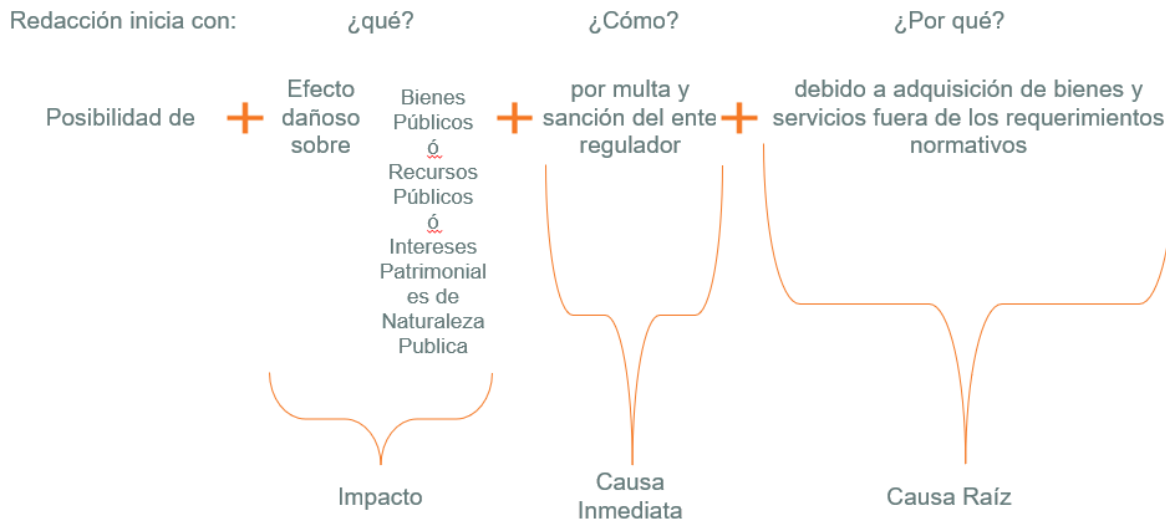 Redacción inicia con:
¿qué?
¿Cómo?
¿Por qué?
Posibilidad de
Efecto
dañoso
sobre
Bienes
Públicos
ó
Recursos
Públicos
ó
Intereses
Patrimonial
es de
Naturaleza
Publica
por multa y
sanción del ente
regulador
debido a adquisición de bienes y
servicios fuera de los requerimientos
normativos
Impacto
Causa
Inmediata
Causa Raíz